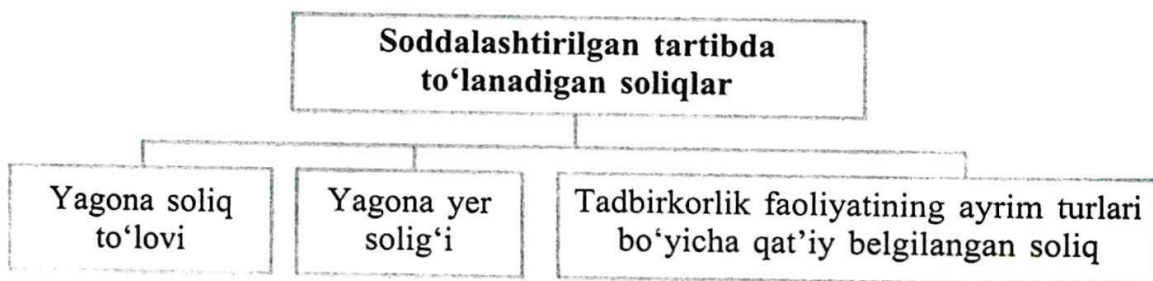 Soddalashtirilgan tartibda
to‘lanadigan soliqlar
Yagona soliq
to‘lovi
Yagona yer
solig‘i
Tadbirkorlik faoliyatining ayrim turlari
bo‘yicha qat’iy belgilangan soliq